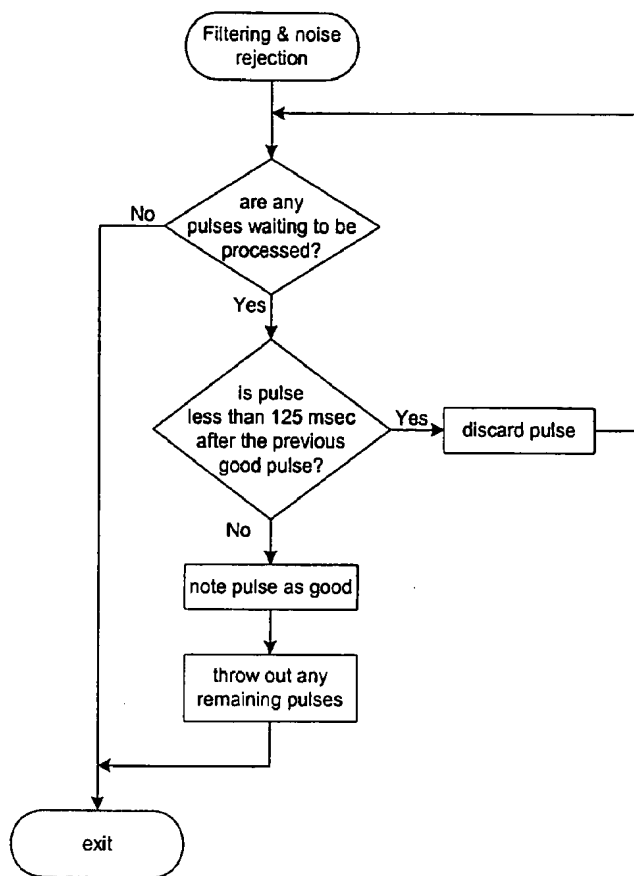 Filtering & noise
rejection
are any
pulses waiting to be
processed?
No
Yes
is pulse
less than 125 msec
after the previous
good pulse?
Yes
discard pulse
No
note pulse as good
throw out any
remaining pulses
exit